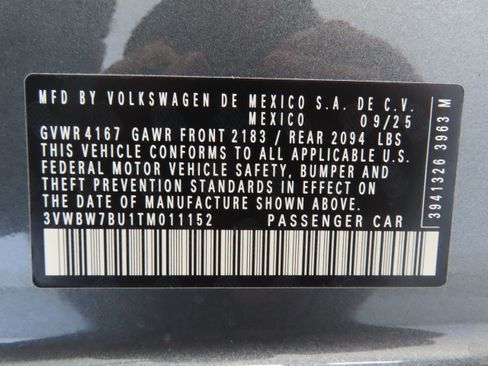 MFD BY VOLKSWAGEN DE MEXICO S.A. DE C.V.
MEXICO 09/25
GVWR 4167 GAWR FRONT 2183 / REAR 2094 LBS
THIS VEHICLE CONFORMS TO ALL APPLICABLE U.S.
FEDERAL MOTOR VEHICLE SAFETY, BUMPER AND
THEFT PREVENTION STANDARDS IN EFFECT ON
THE DATE OF MANUFACTURE SHOWN ABOVE.
3VWBW7BU1TM011152 PASSENGER CAR
3941326 3963 M